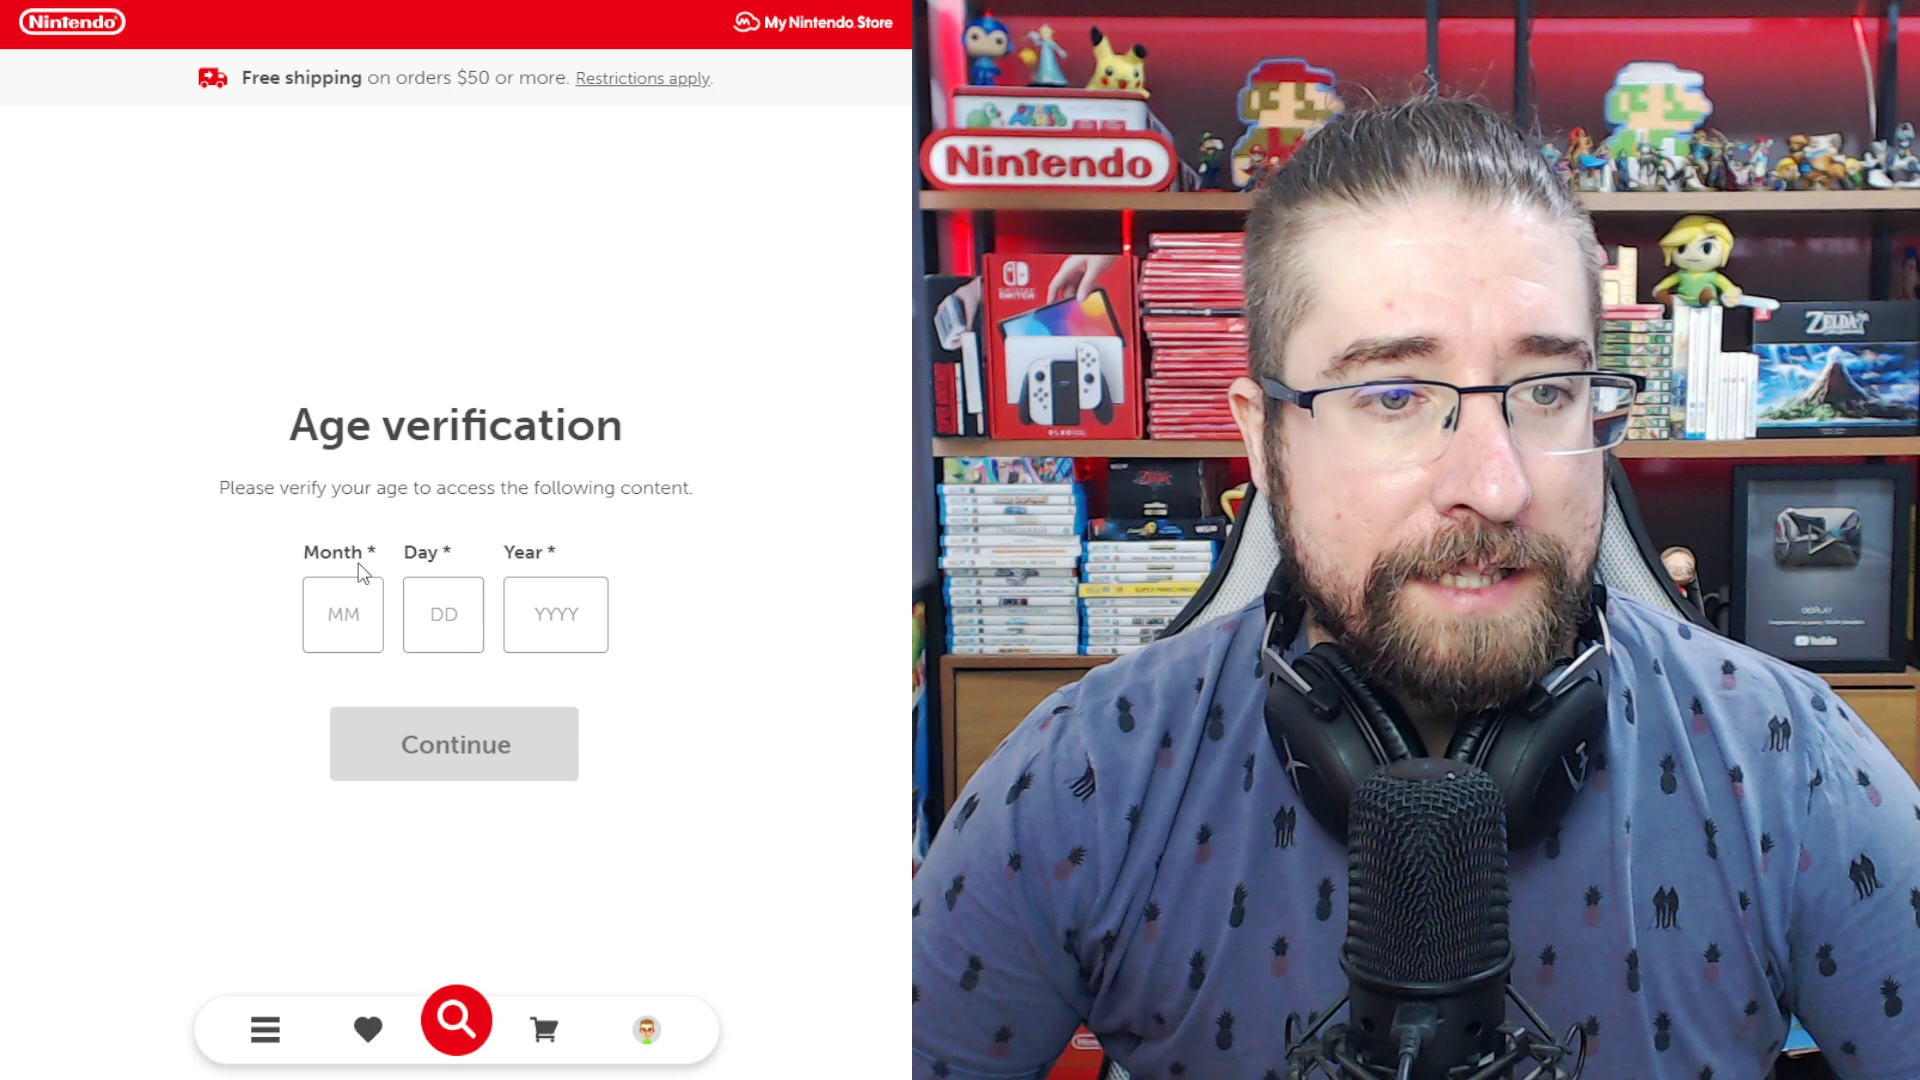 Nintendo
My Nintendo Store
Free shipping on orders $50 or more. Restrictions apply.
Age verification
Please verify your age to access the following content.
Month * Day * Year *
MM DD YYYY
Continue
Nintendo
ZELDA
YouTube